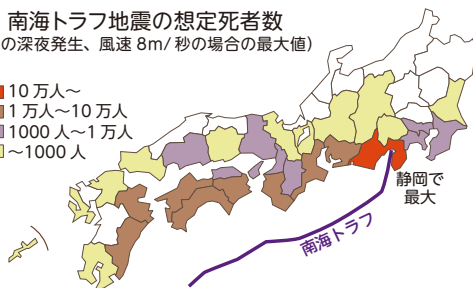 南海トラフ地震の想定死者数
の深夜発生、風速 8m/ 秒の場合の最大値)
10 万人～
1 万人～10 万人
1000 人～1 万人
～1000 人
静岡で
最大
南海トラフ